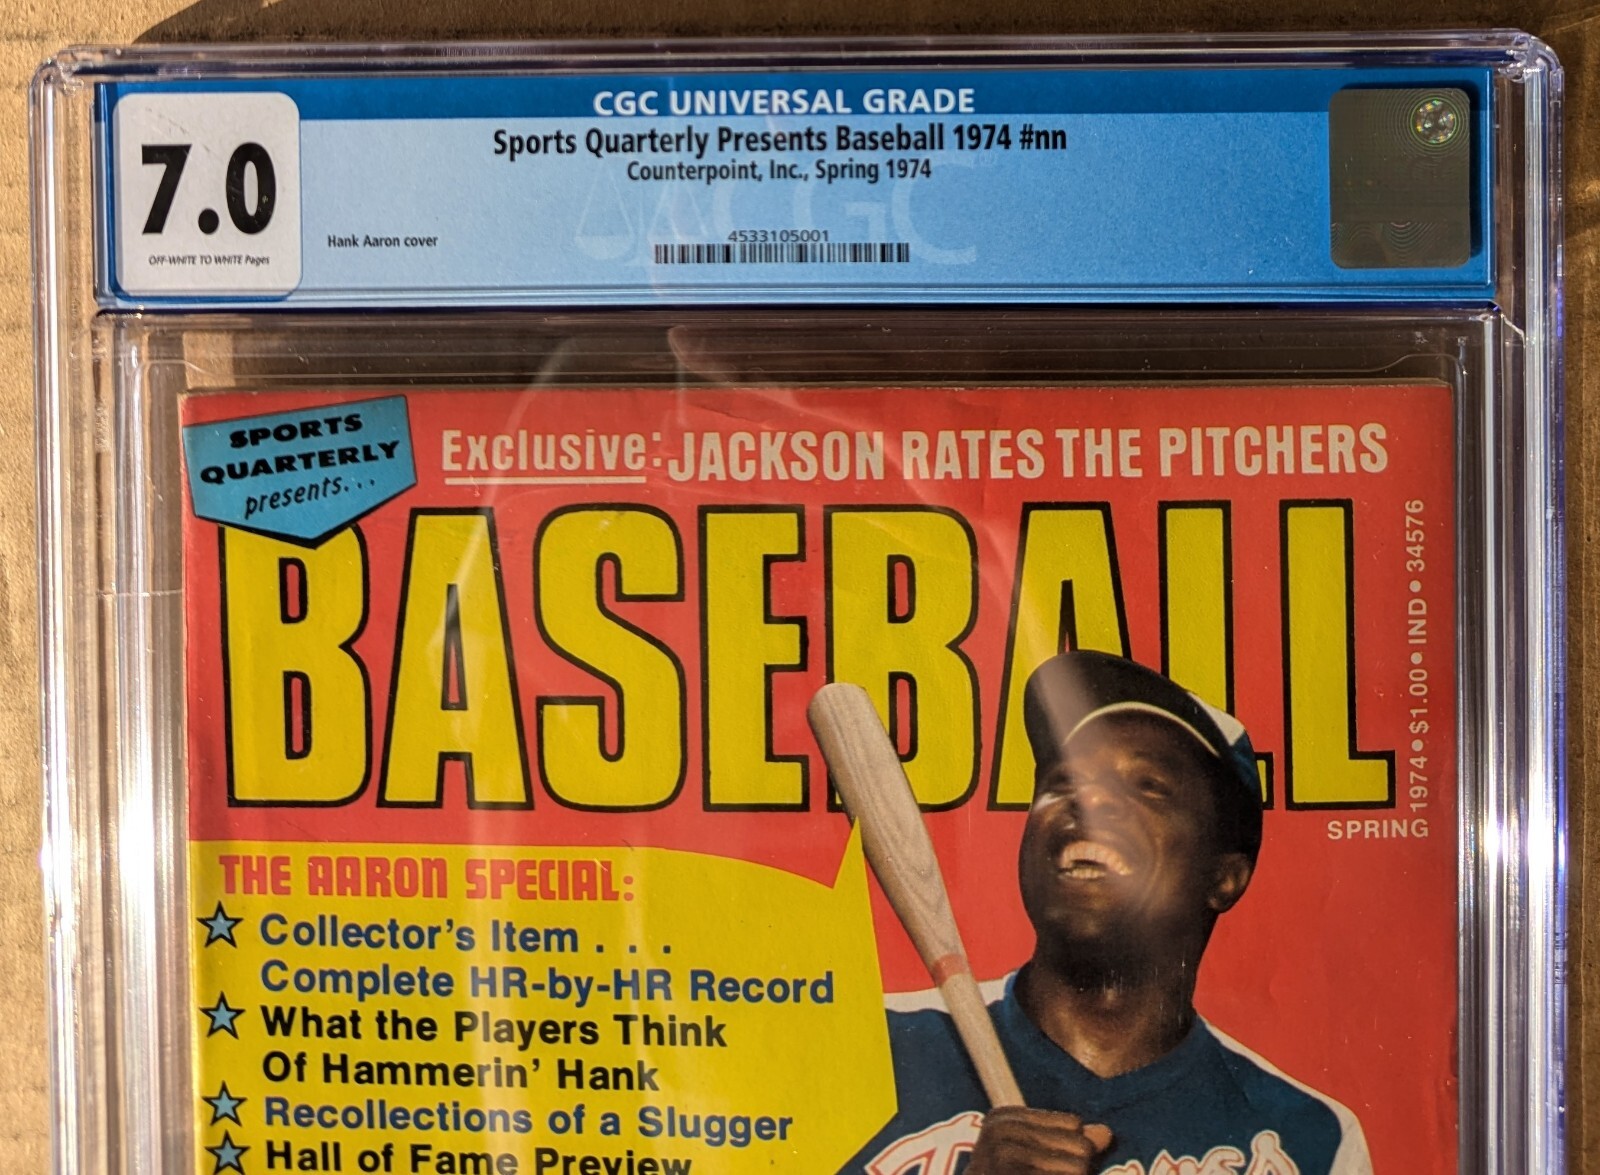 CGC UNIVERSAL GRADE
7.0
OFF-WHITE TO WHITE Pages
Sports Quarterly Presents Baseball 1974 #nn
Counterpoint, Inc., Spring 1974
Hank Aaron cover
CGC
4533105001
SPORTS
QUARTERLY
presents...
Exclusive: JACKSON RATES THE PITCHERS
BASEBALL
SPRING 1974 • $1.00 • IND • 34576
THE AARON SPECIAL:
Collector's Item . . .
Complete HR-by-HR Record
What the Players Think
Of Hammerin' Hank
Recollections of a Slugger
Hall of Fame Preview